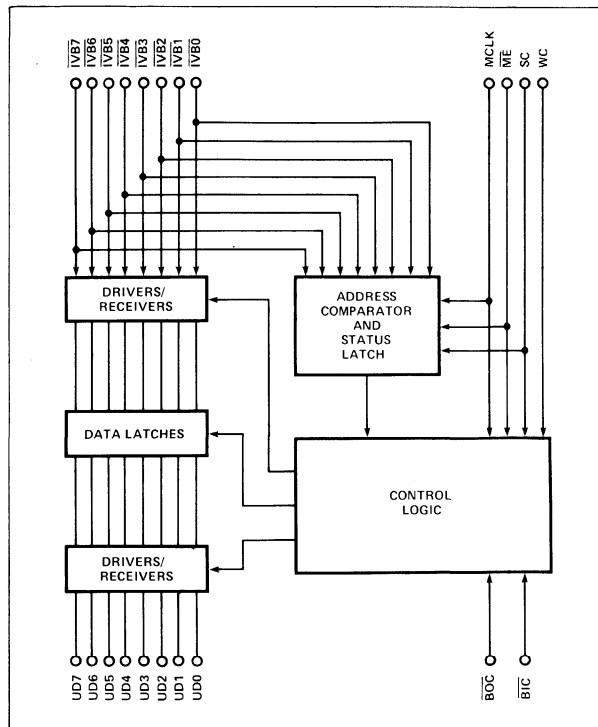 IVB7
IVB6
IVB5
IVB4
IVB3
IVB2
IVB1
IVB0
MCLK
ME
SC
WC
DRIVERS/
RECEIVERS
ADDRESS
COMPARATOR
AND
STATUS
LATCH
DATA LATCHES
CONTROL
LOGIC
DRIVERS/
RECEIVERS
UD7
UD6
UD5
UD4
UD3
UD2
UD1
UD0
BOC
BIC